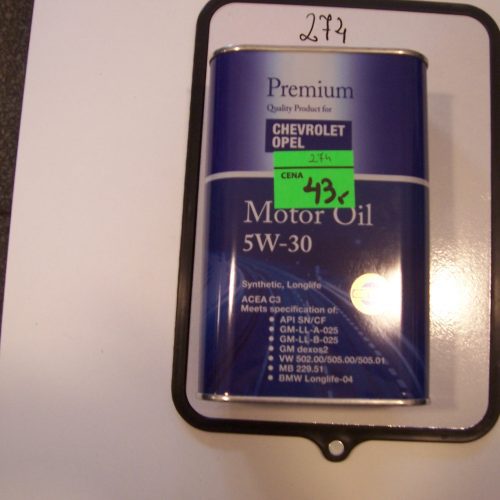 274
Premium
Quality Product for
CHEVROLET
OPEL
274
CENA
43,-
Motor Oil
5W-30
Synthetic, Longlife
ACEA C3
Meets specification of:
• API SN/CF
• GM-LL-A-025
• GM-LL-B-025
• GM dexos2
• VW 502.00/505.00/505.01
• MB 229.51
• BMW Longlife-04